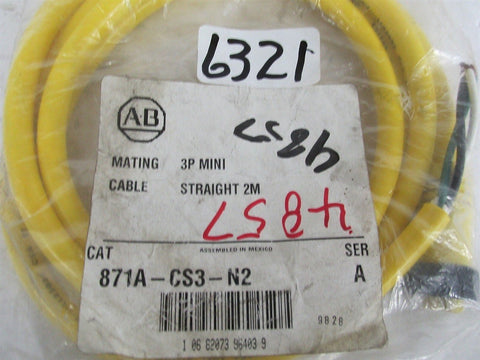 6321
AB
4857
MATING 3P MINI
CABLE STRAIGHT 2M
4857
ASSEMBLED IN MEXICO
CAT SER
871A-CS3-N2 A
9828
1 06 62073 96403 9